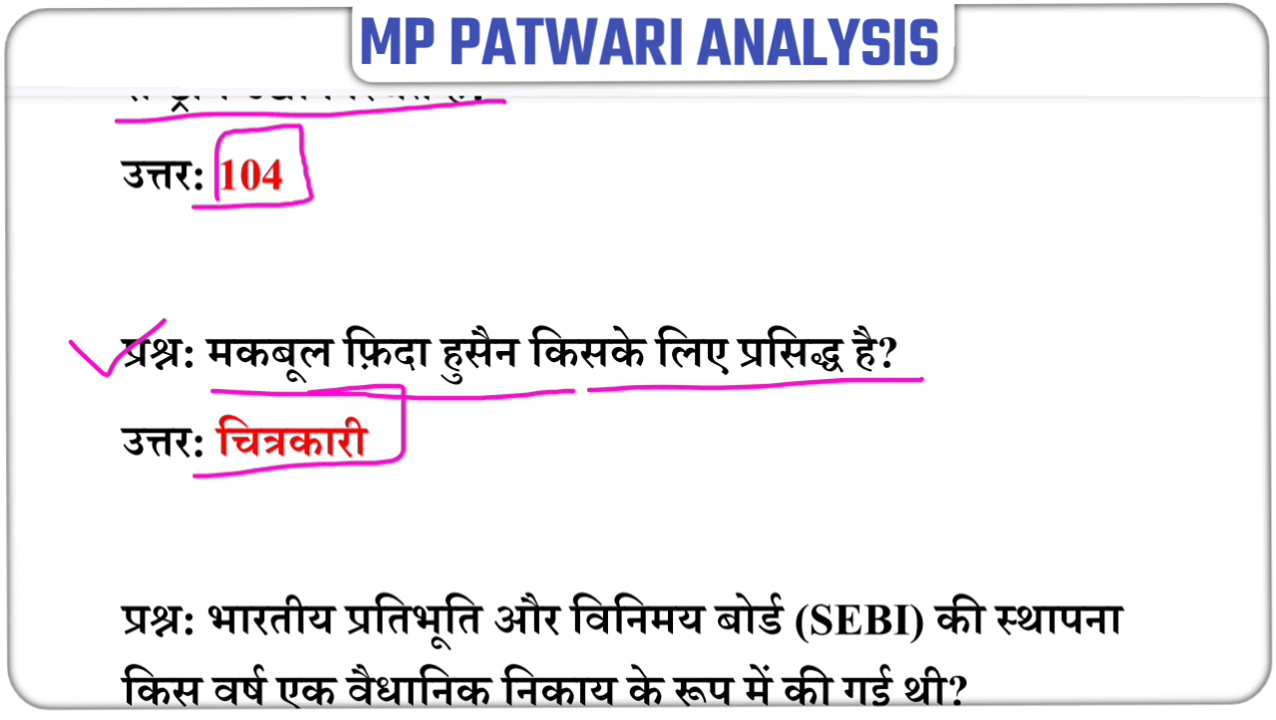 MP PATWARI ANALYSIS
उत्तर: 104
प्रश्न: मकबूल फ़िदा हुसैन किसके लिए प्रसिद्ध है?
उत्तर: चित्रकारी
प्रश्न: भारतीय प्रतिभूति और विनिमय बोर्ड (SEBI) की स्थापना
किस वर्ष एक वैधानिक निकाय के रूप में की गई थी?